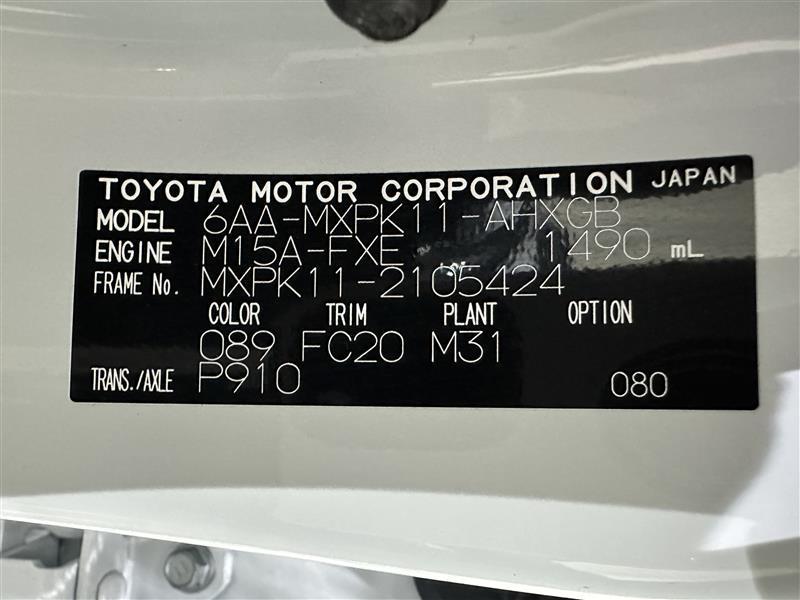 TOYOTA MOTOR CORPORATION JAPAN
MODEL 6AA-MXPK11-AHXGB
ENGINE M15A-FXE 1490 mL
FRAME No. MXPK11-2105424
COLOR TRIM PLANT OPTION
089 FC20 M31
TRANS./AXLE P910 080